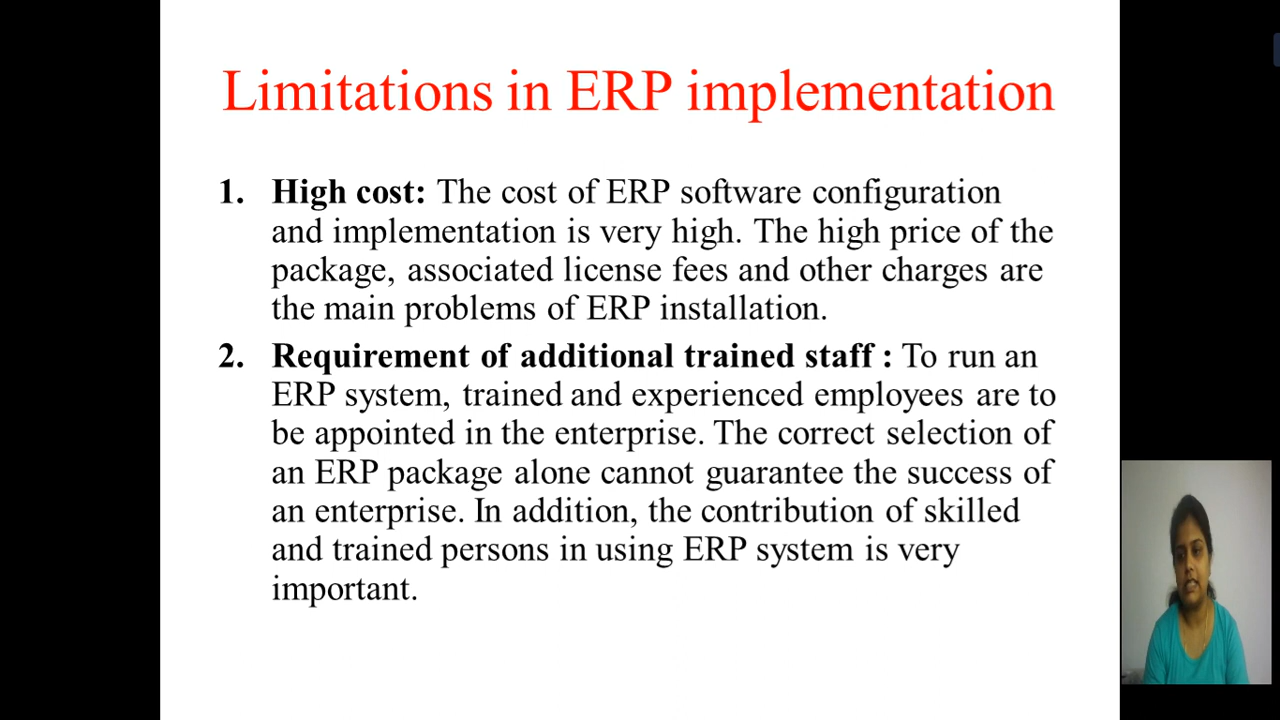 Limitations in ERP implementation
1. High cost: The cost of ERP software configuration
and implementation is very high. The high price of the
package, associated license fees and other charges are
the main problems of ERP installation.
2. Requirement of additional trained staff : To run an
ERP system, trained and experienced employees are to
be appointed in the enterprise. The correct selection of
an ERP package alone cannot guarantee the success of
an enterprise. In addition, the contribution of skilled
and trained persons in using ERP system is very
important.